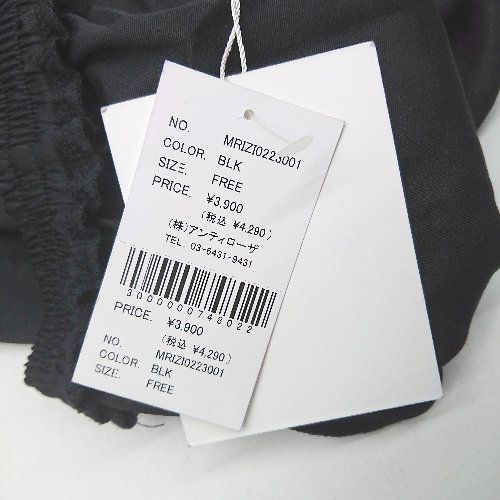 NO. MRIZI0223001
COLOR. BLK
SIZE. FREE
PRICE. ¥3,900
(税込 ¥4,290)
(株)アンティローザ
TEL: 03-6431-9431
3000000748022
PRICE. ¥3,900
(税込 ¥4,290)
NO. MRIZI0223001
COLOR. BLK
SIZE. FREE